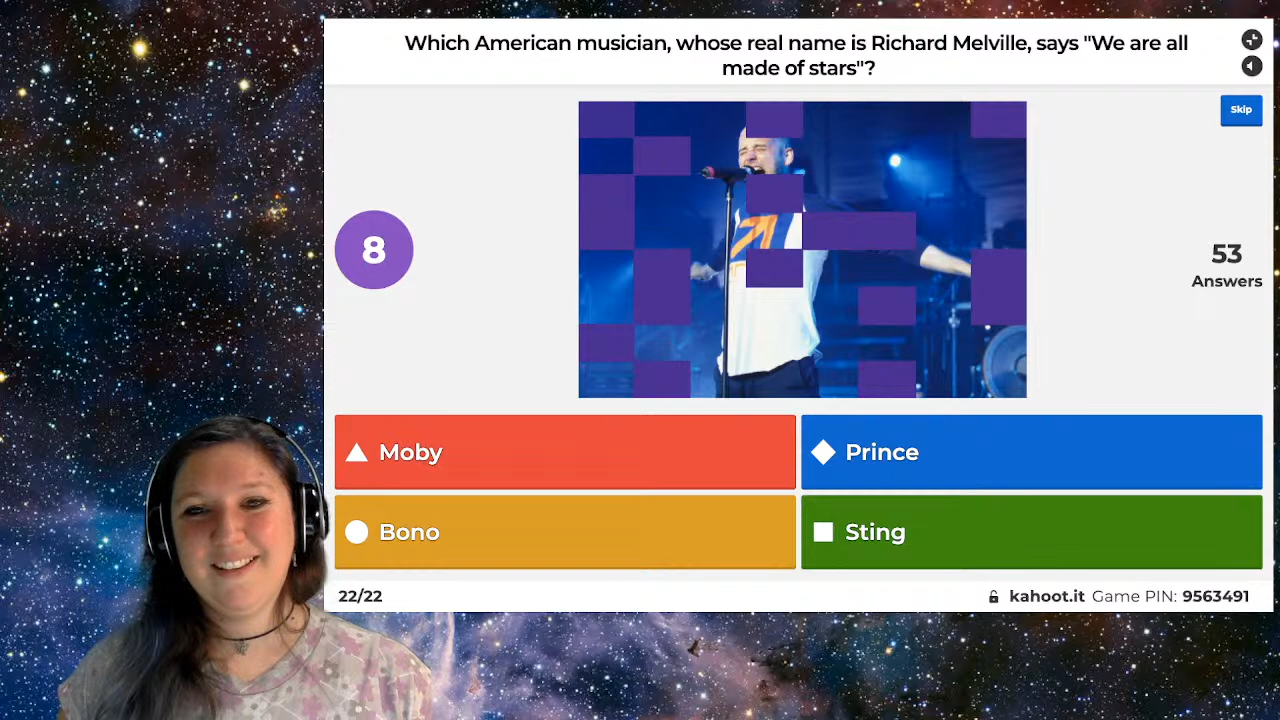 Which American musician, whose real name is Richard Melville, says "We are all
made of stars"?
Skip
8
53
Answers
Moby
Prince
Bono
Sting
22/22
kahoot.it Game PIN: 9563491